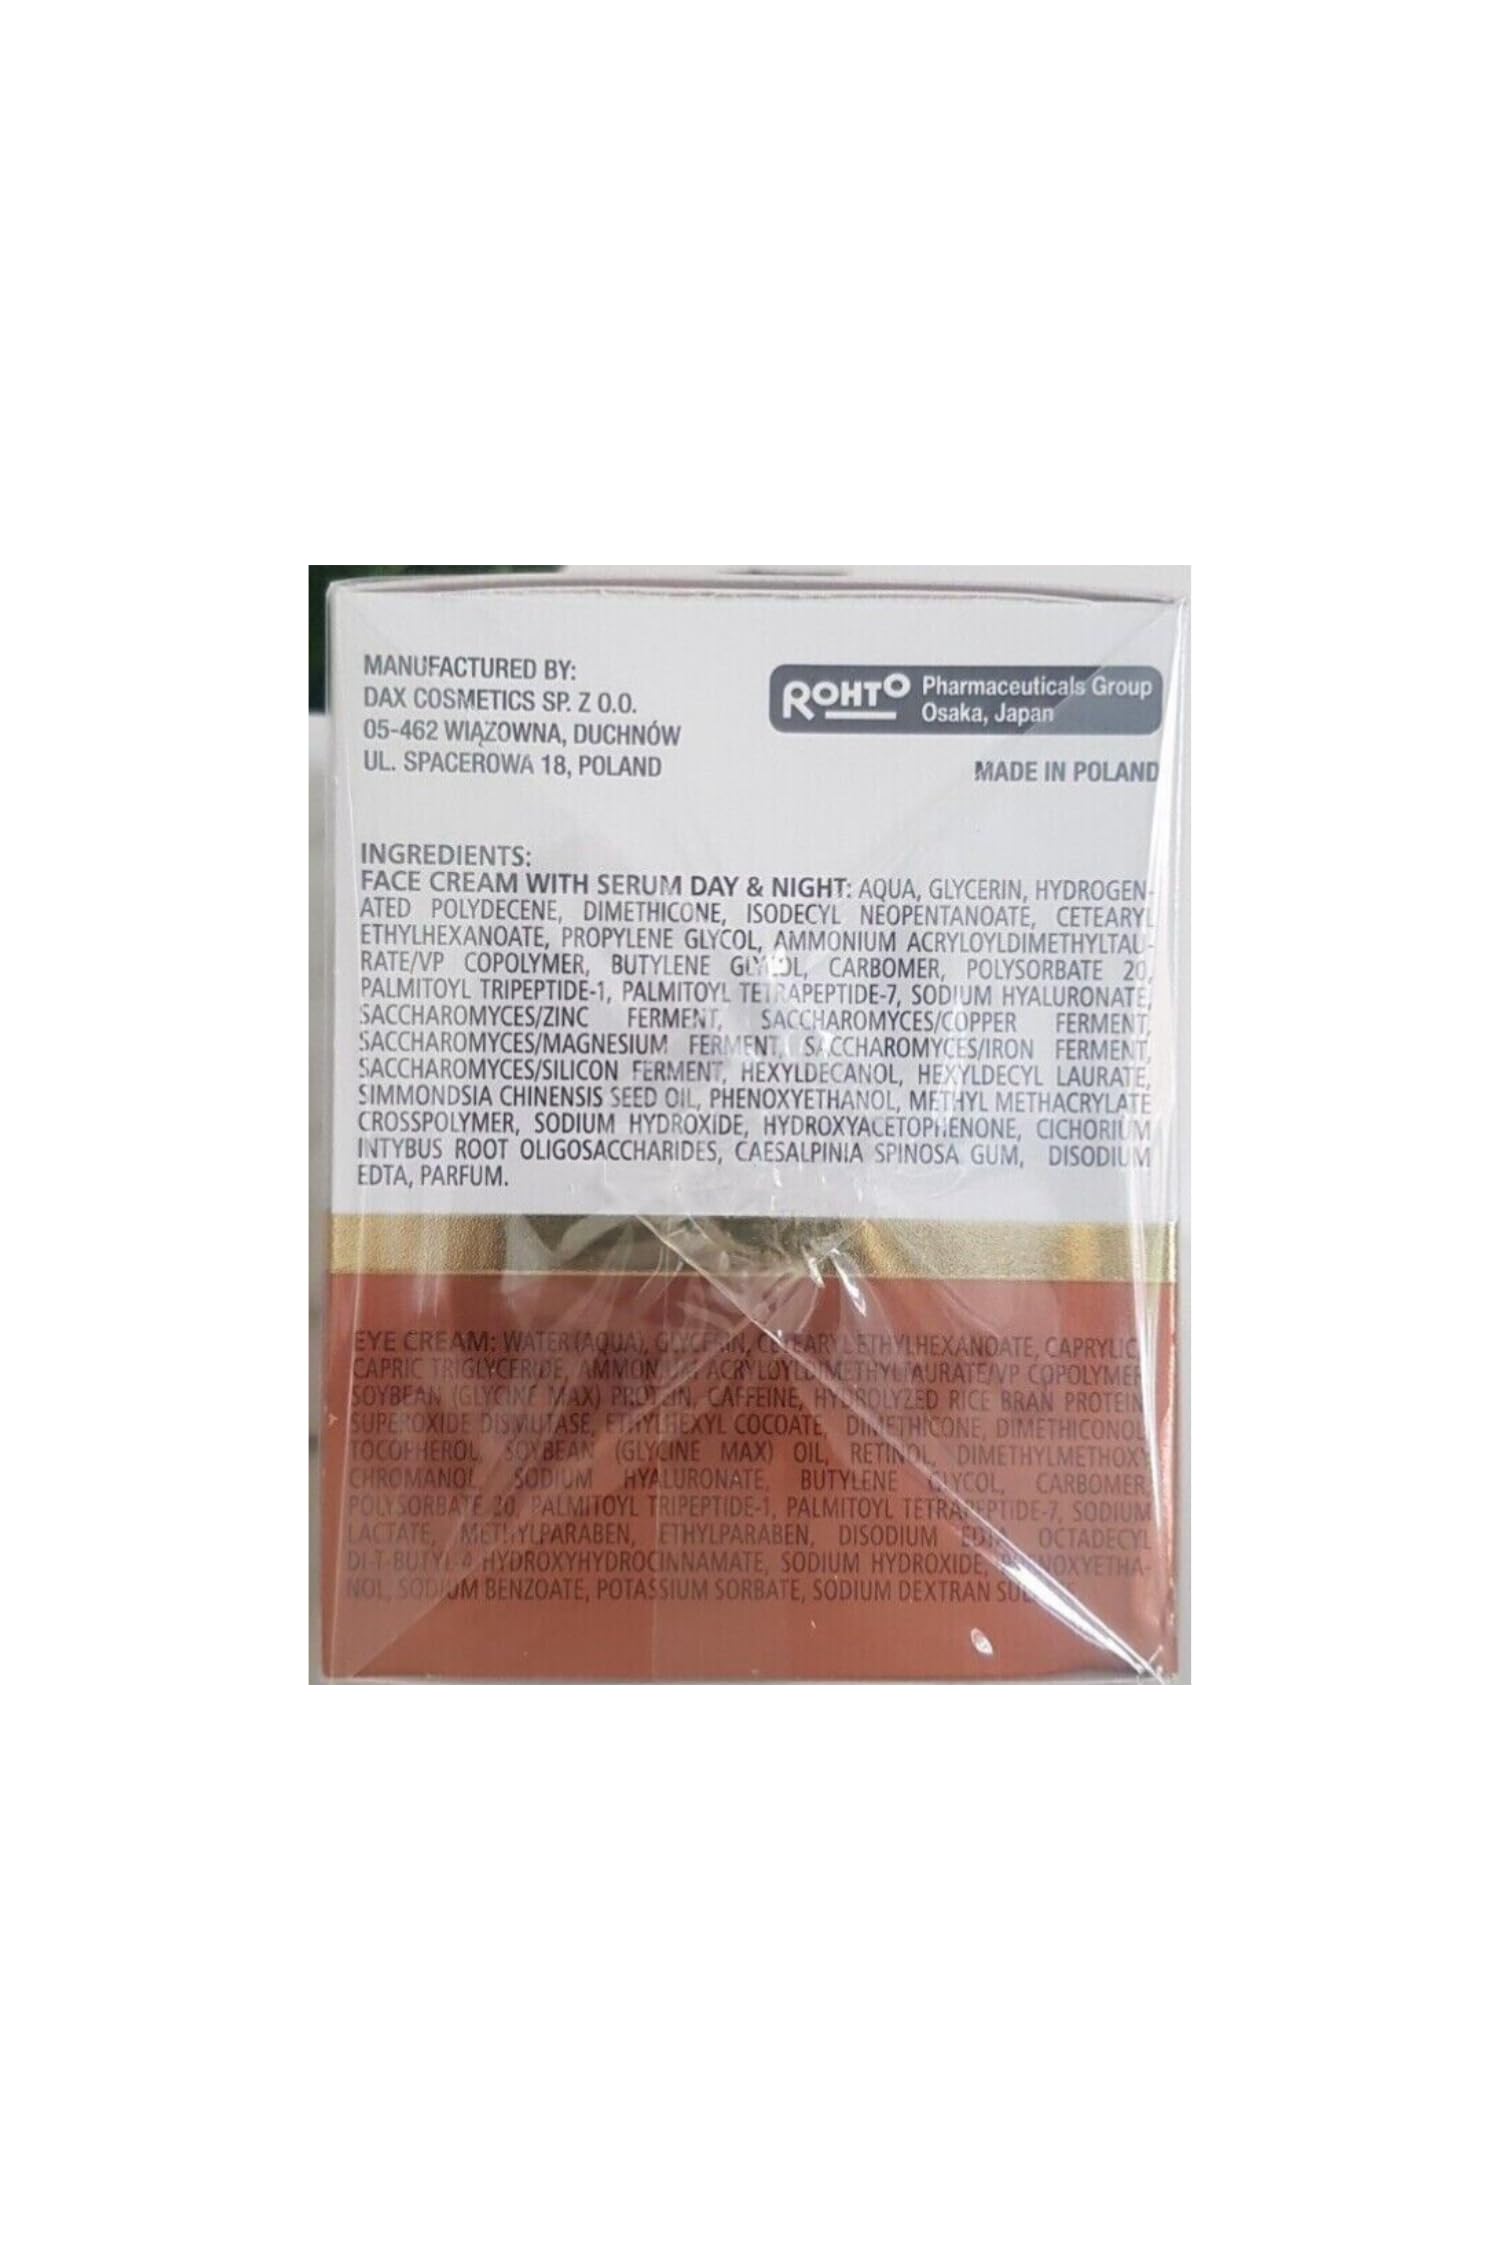 MANUFACTURED BY:
DAX COSMETICS SP. Z O.O.
05-462 WIĄZOWNA, DUCHNÓW
UL. SPACEROWA 18, POLAND
ROHTO Pharmaceuticals Group
Osaka, Japan
MADE IN POLAND
INGREDIENTS:
FACE CREAM WITH SERUM DAY & NIGHT: AQUA, GLYCERIN, HYDROGEN-
ATED POLYDECENE, DIMETHICONE, ISODECYL NEOPENTANOATE, CETEARYL
ETHYLHEXANOATE, PROPYLENE GLYCOL, AMMONIUM ACRYLOYLDIMETHYLTAU-
RATE/VP COPOLYMER, BUTYLENE GLYCOL, CARBOMER, POLYSORBATE 20,
PALMITOYL TRIPEPTIDE-1, PALMITOYL TETRAPEPTIDE-7, SODIUM HYALURONATE,
SACCHAROMYCES/ZINC FERMENT, SACCHAROMYCES/COPPER FERMENT,
SACCHAROMYCES/MAGNESIUM FERMENT, SACCHAROMYCES/IRON FERMENT,
SACCHAROMYCES/SILICON FERMENT, HEXYLDECANOL, HEXYLDECYL LAURATE,
SIMMONDSIA CHINENSIS SEED OIL, PHENOXYETHANOL, METHYL METHACRYLATE
CROSSPOLYMER, SODIUM HYDROXIDE, HYDROXYACETOPHENONE, CICHORIUM
INTYBUS ROOT OLIGOSACCHARIDES, CAESALPINIA SPINOSA GUM, DISODIUM
EDTA, PARFUM.
EYE CREAM: WATER (AQUA), GLYCERIN, CETEARYL ETHYLHEXANOATE, CAPRYLIC,
CAPRIC TRIGLYCERIDE, AMMONIUM ACRYLOYLDIMETHYLTAURATE/VP COPOLYMER
SOYBEAN (GLYCINE MAX) PROTEIN, CAFFEINE, HYDROLYZED RICE BRAN PROTEIN
SUPEROXIDE DISMUTASE, ETHYLHEXYL COCOATE, DIMETHICONE, DIMETHICONOL
TOCOPHEROL, SOYBEAN (GLYCINE MAX) OIL, RETINOL, DIMETHYLMETHOXY
CHROMANOL, SODIUM HYALURONATE, BUTYLENE GLYCOL, CARBOMER,
POLYSORBATE 20, PALMITOYL TRIPEPTIDE-1, PALMITOYL TETRAPEPTIDE-7, SODIUM
LACTATE, METHYLPARABEN, ETHYLPARABEN, DISODIUM EDTA, OCTADECYL
DI-T-BUTYL-4 HYDROXYHYDROCINNAMATE, SODIUM HYDROXIDE, PHENOXYETHA-
NOL, SODIUM BENZOATE, POTASSIUM SORBATE, SODIUM DEXTRAN